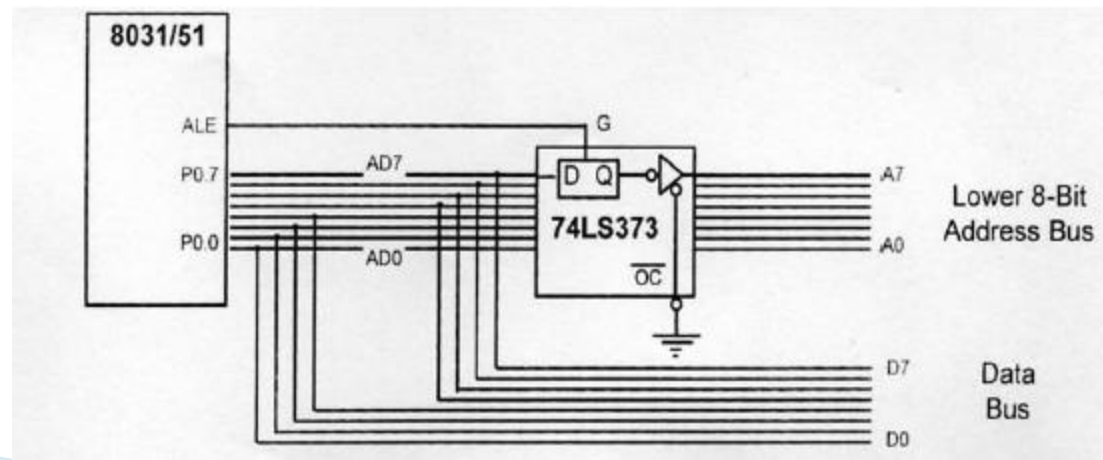 8031/51
ALE
P0.7
P0.0
AD7
AD0
G
D Q
74LS373
OC
A7
A0
Lower 8-Bit
Address Bus
D7
D0
Data
Bus